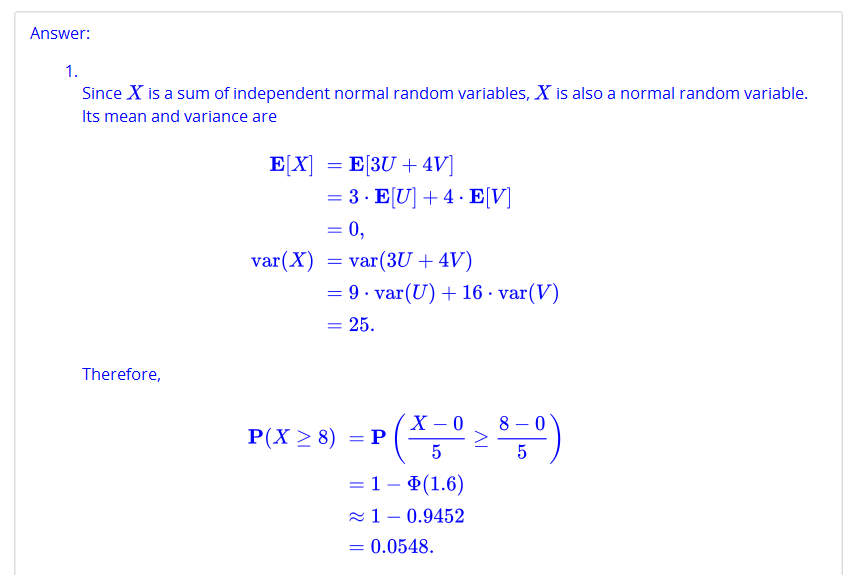 Answer:
1.
Since X is a sum of independent normal random variables, X is also a normal random variable.
Its mean and variance are
E[X] = E[3U + 4V]
= 3 · E[U] + 4 · E[V]
= 0,
var(X) = var(3U + 4V)
= 9 · var(U) + 16 · var(V)
= 25.
Therefore,
P(X ≥ 8) = P((X − 0)/5 ≥ (8 − 0)/5)
= 1 − Φ(1.6)
≈ 1 − 0.9452
= 0.0548.